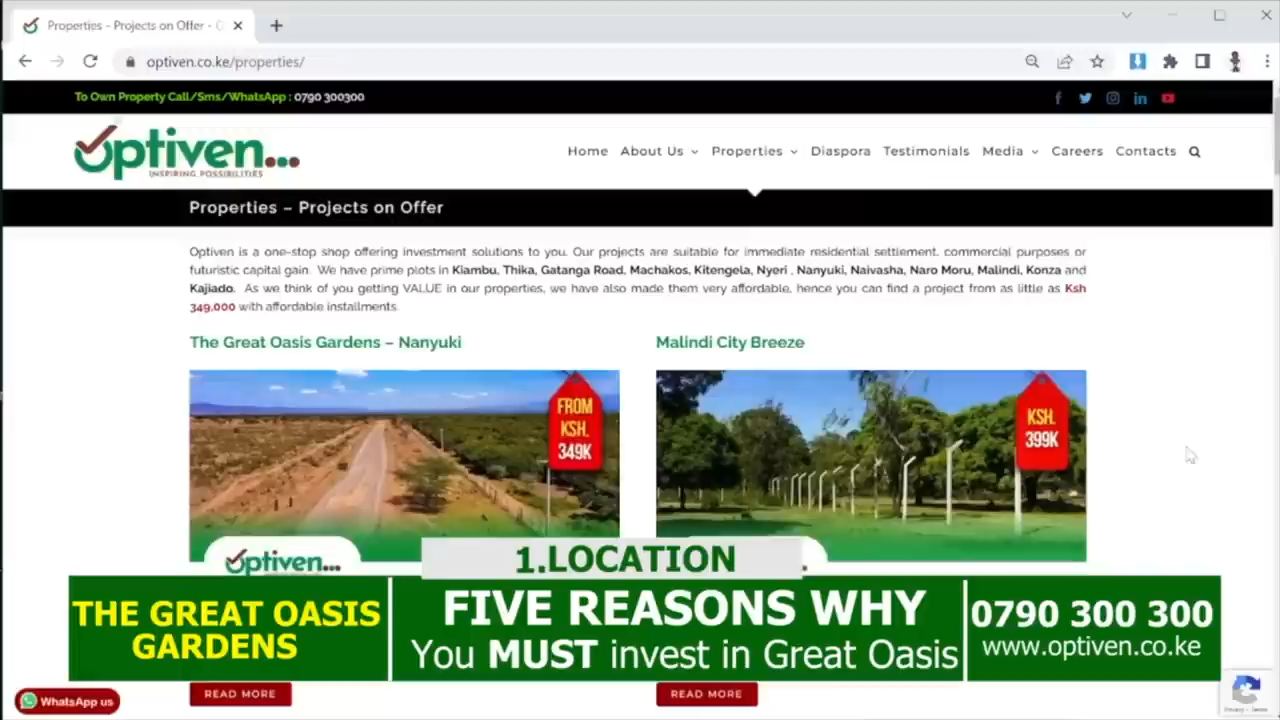 Properties - Projects on Offer - O
optiven.co.ke/properties/
To Own Property Call/Sms/WhatsApp : 0790 300300
Optiven...
INSPIRING POSSIBILITIES
Home About Us Properties Diaspora Testimonials Media Careers Contacts
Properties – Projects on Offer
Optiven is a one-stop shop offering investment solutions to you. Our projects are suitable for immediate residential settlement, commercial purposes or
futuristic capital gain. We have prime plots in Kiambu, Thika, Gatanga Road, Machakos, Kitengela, Nyeri , Nanyuki, Naivasha, Naro Moru, Malindi, Konza and
Kajiado. As we think of you getting VALUE in our properties, we have also made them very affordable, hence you can find a project from as little as Ksh
349,000 with affordable installments.
The Great Oasis Gardens – Nanyuki
Malindi City Breeze
FROM
KSH.
349K
KSH.
399K
Optiven...
1.LOCATION
THE GREAT OASIS
GARDENS
FIVE REASONS WHY
You MUST invest in Great Oasis
0790 300 300
www.optiven.co.ke
READ MORE
READ MORE
WhatsApp us
Privacy - Terms